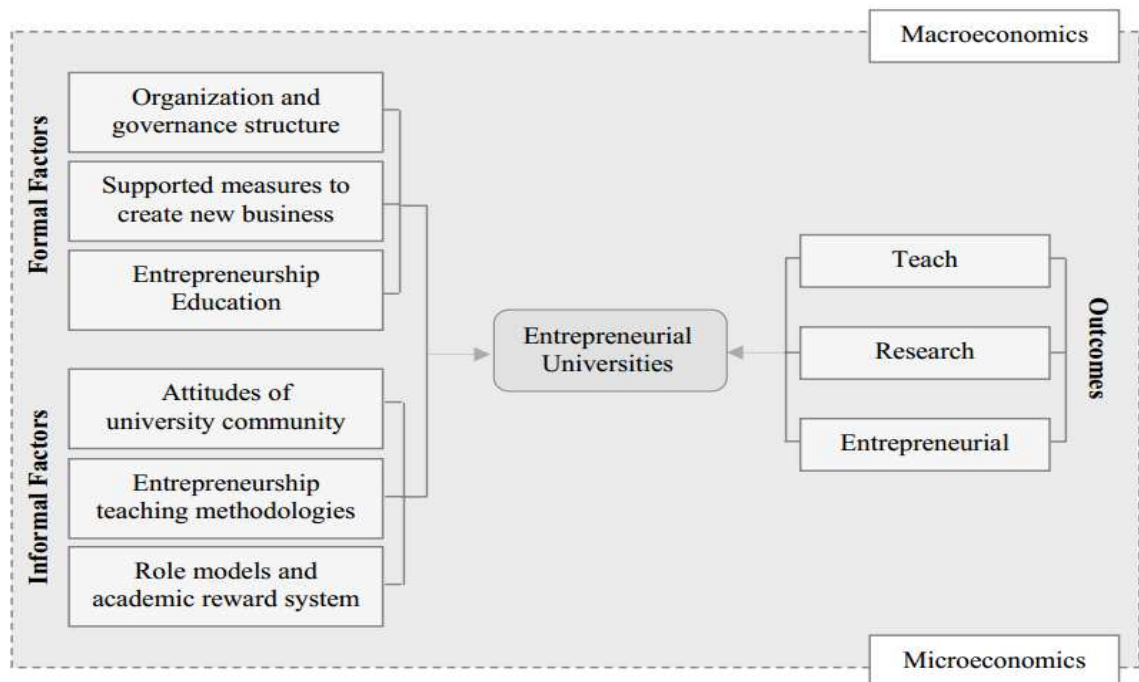 Macroeconomics
Formal Factors
Organization and
governance structure
Supported measures to
create new business
Entrepreneurship
Education
Informal Factors
Attitudes of
university community
Entrepreneurship
teaching methodologies
Role models and
academic reward system
Entrepreneurial
Universities
Teach
Research
Entrepreneurial
Outcomes
Microeconomics